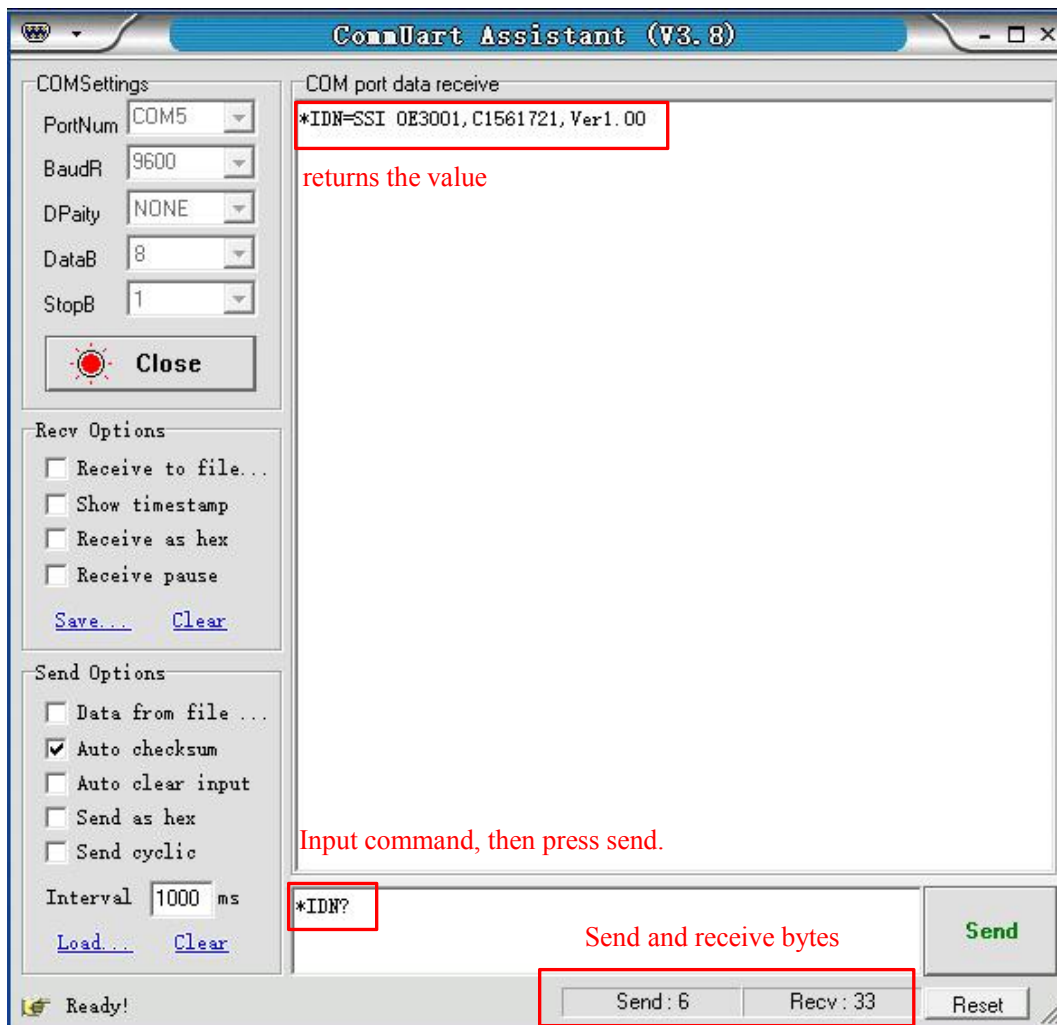 CommUart Assistant (V3.8)
COMSettings
PortNum COM5
BaudR 9600
DPaity NONE
DataB 8
StopB 1
Close
Recv Options
Receive to file...
Show timestamp
Receive as hex
Receive pause
Save... Clear
Send Options
Data from file ...
Auto checksum
Auto clear input
Send as hex
Send cyclic
Interval 1000 ms
Load... Clear
COM port data receive
*IDN=SSI OE3001,C1561721,Ver1.00
returns the value
Input command, then press send.
*IDN?
Send and receive bytes
Send
Ready!
Send : 6
Recv : 33
Reset